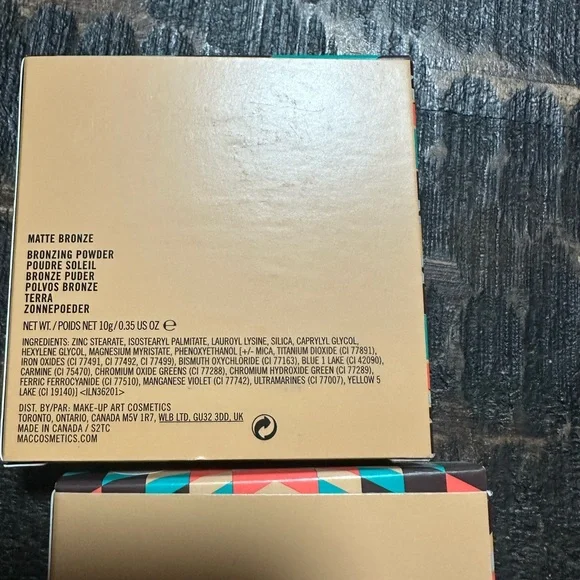 MATTE BRONZE
BRONZING POWDER
POUDRE SOLEIL
BRONZE PUDER
POLVOS BRONZE
TERRA
ZONNEPOEDER
NET WT./POIDS NET 10g/0.35 US OZ ℮
INGREDIENTS: ZINC STEARATE, ISOSTEARYL PALMITATE, LAUROYL LYSINE, SILICA, CAPRYLYL GLYCOL,
HEXYLENE GLYCOL, MAGNESIUM MYRISTATE, PHENOXYETHANOL [+/- MICA, TITANIUM DIOXIDE (CI 77891),
IRON OXIDES (CI 77491, CI 77492, CI 77499), BISMUTH OXYCHLORIDE (CI 77163), BLUE 1 LAKE (CI 42090),
CARMINE (CI 75470), CHROMIUM OXIDE GREENS (CI 77288), CHROMIUM HYDROXIDE GREEN (CI 77289),
FERRIC FERROCYANIDE (CI 77510), MANGANESE VIOLET (CI 77742), ULTRAMARINES (CI 77007), YELLOW 5
LAKE (CI 19140)] <ILN36201>
DIST. BY/PAR: MAKE-UP ART COSMETICS
TORONTO, ONTARIO, CANADA M5V 1R7, WLB LTD, GU32 3DD, UK
MADE IN CANADA / S2TC
MACCOSMETICS.COM